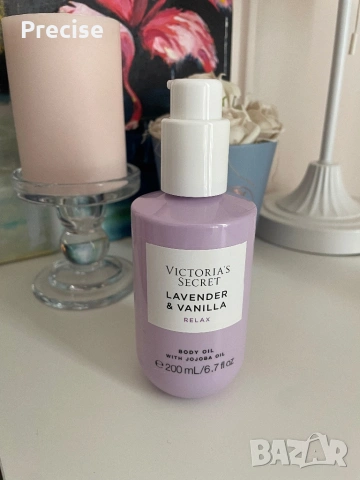 Precise
VICTORIA'S
SECRET
LAVENDER
& VANILLA
RELAX
BODY OIL
WITH JOJOBA OIL
℮ 200 mL/6.7 fl oz
BAZAR